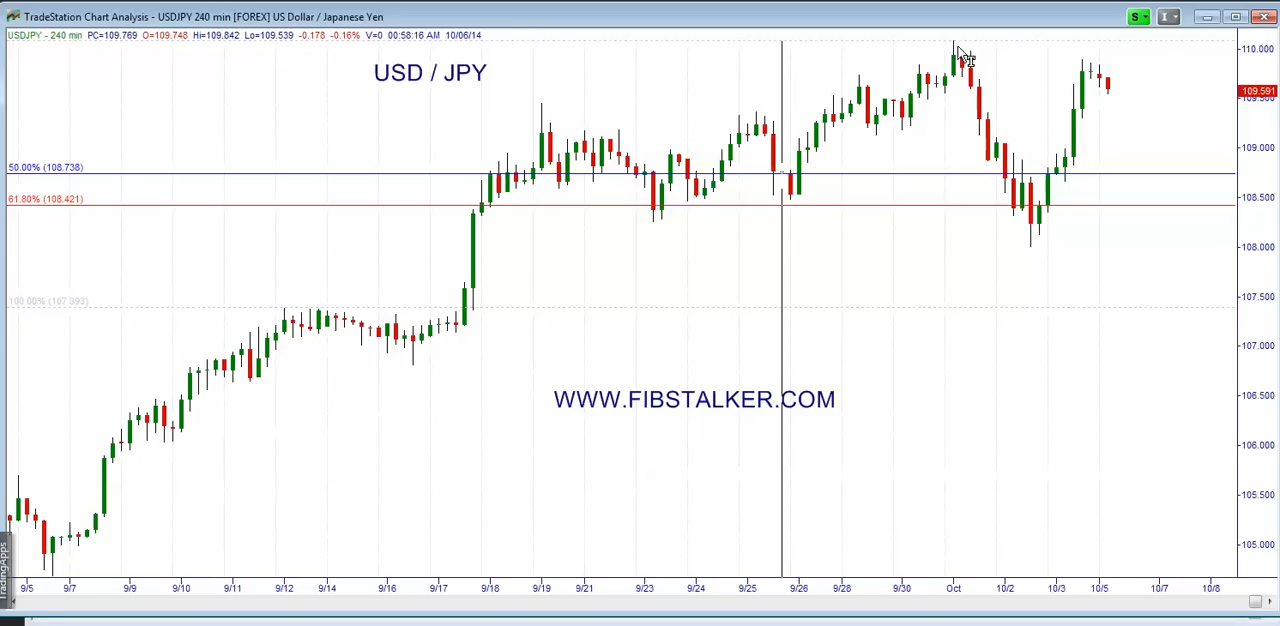 TradeStation Chart Analysis - USDJPY 240 min [FOREX] US Dollar / Japanese Yen
S
I
USDJPY - 240 min PC=109.769 O=109.748 Hi=109.842 Lo=109.539 -0.178 -0.16% V=0 00:58:16 AM 10/06/14
USD / JPY
110.000
109.591
109.500
109.000
50.00% (108.738)
108.500
61.80% (108.421)
108.000
100.00% (107.393)
107.500
107.000
106.500
WWW.FIBSTALKER.COM
106.000
105.500
105.000
TradingApps
9/5 9/7 9/9 9/10 9/11 9/12 9/14 9/16 9/17 9/18 9/19 9/21 9/23 9/24 9/25 9/26 9/28 9/30 Oct 10/2 10/3 10/5 10/7 10/8